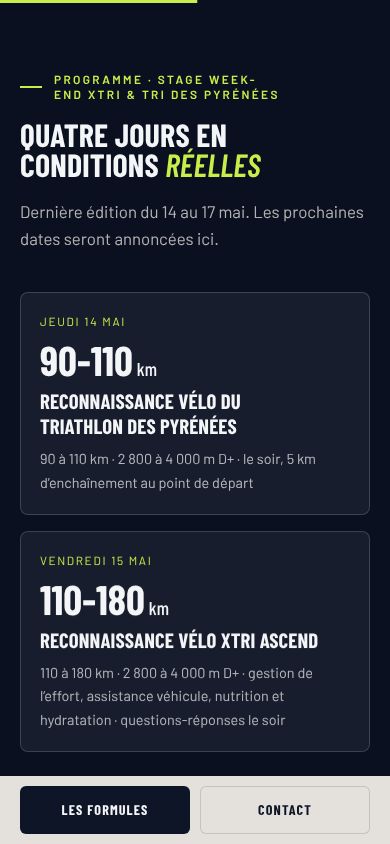 PROGRAMME · STAGE WEEK-
END XTRI & TRI DES PYRÉNÉES
QUATRE JOURS EN
CONDITIONS RÉELLES
Dernière édition du 14 au 17 mai. Les prochaines
dates seront annoncées ici.
JEUDI 14 MAI
90–110 km
RECONNAISSANCE VÉLO DU
TRIATHLON DES PYRÉNÉES
90 à 110 km · 2 800 à 4 000 m D+ · le soir, 5 km
d’enchaînement au point de départ
VENDREDI 15 MAI
110–180 km
RECONNAISSANCE VÉLO XTRI ASCEND
110 à 180 km · 2 800 à 4 000 m D+ · gestion de
l’effort, assistance véhicule, nutrition et
hydratation · questions-réponses le soir
LES FORMULES
CONTACT